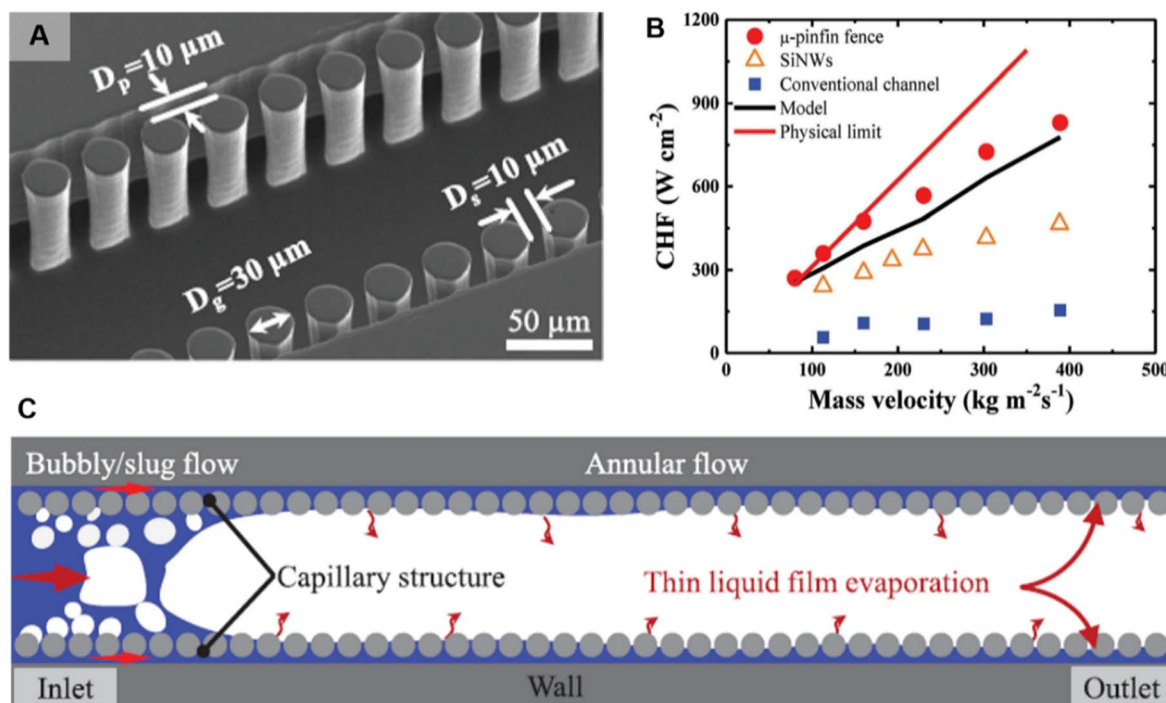 A
Dp=10 μm
Ds=10 μm
Dg=30 μm
50 μm
B
1200
900
600
300
0
CHF (W cm⁻²)
μ-pinfin fence
SiNWs
Conventional channel
Model
Physical limit
0 100 200 300 400 500
Mass velocity (kg m⁻²s⁻¹)
C
Bubbly/slug flow
Annular flow
Capillary structure
Thin liquid film evaporation
Inlet
Wall
Outlet